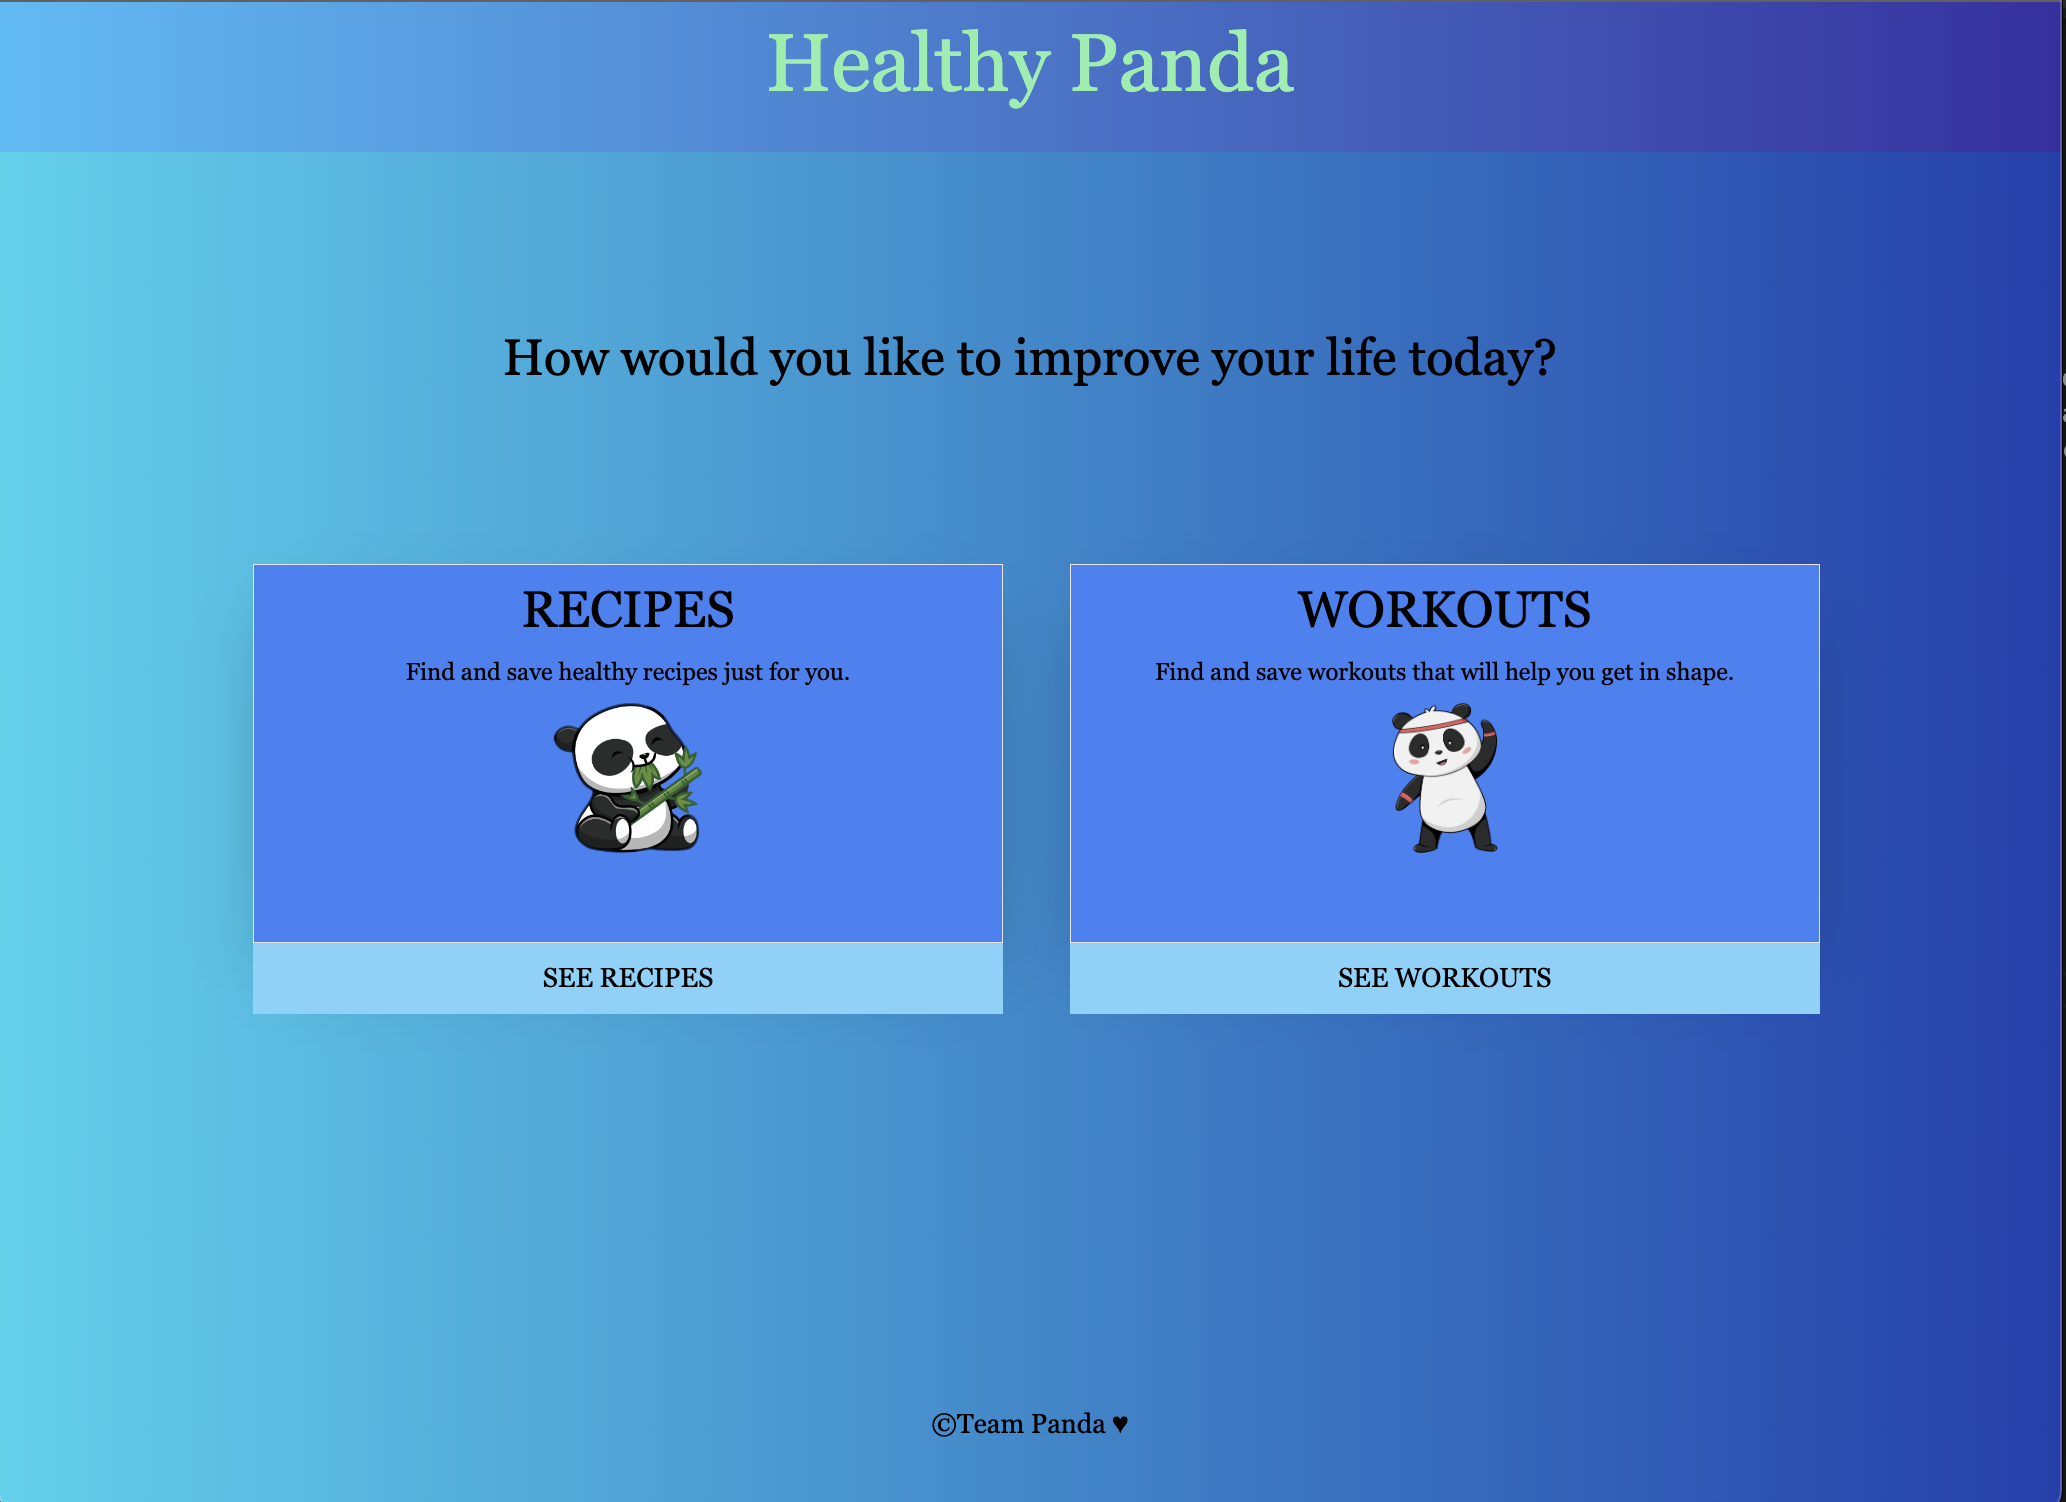 Healthy Panda
How would you like to improve your life today?
RECIPES
Find and save healthy recipes just for you.
SEE RECIPES
WORKOUTS
Find and save workouts that will help you get in shape.
SEE WORKOUTS
©Team Panda ♥